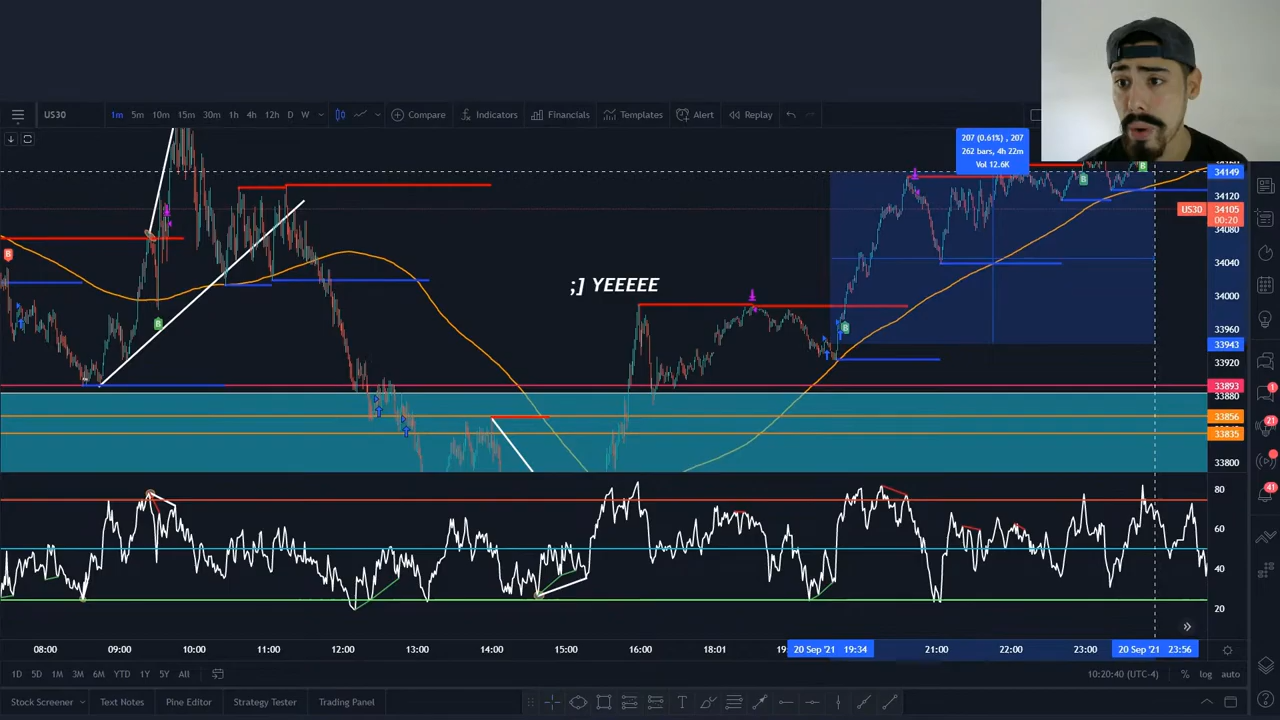 US30 1m 5m 10m 15m 30m 1h 4h 12h D W Compare Indicators Financials Templates Alert Replay
207 (0.61%) , 207
262 bars, 4h 22m
Vol 12.6K
34149
34120
US30 34105
00:20
34080
34040
34000
33960
33943
33920
33893
33880
33856
33835
33800
B
B
B
B
B
;] YEEEEE
80
60
40
20
08:00 09:00 10:00 11:00 12:00 13:00 14:00 15:00 16:00 18:01 20 Sep '21 19:34 21:00 22:00 23:00 20 Sep '21 23:56
1D 5D 1M 3M 6M YTD 1Y 5Y All 10:20:40 (UTC-4) % log auto
Stock Screener Text Notes Pine Editor Strategy Tester Trading Panel
1
21
41